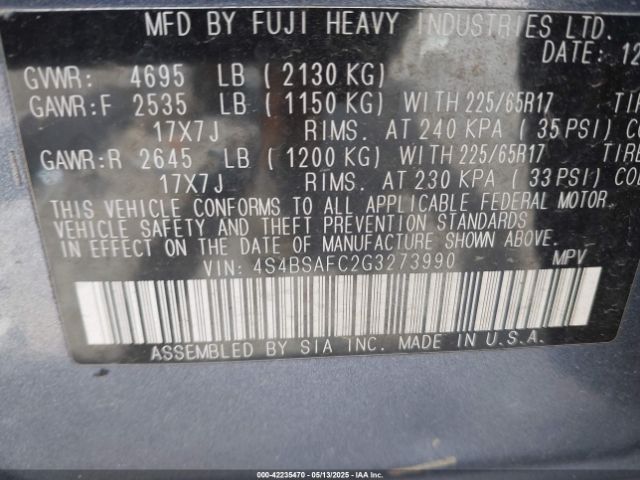 MFD BY FUJI HEAVY INDUSTRIES LTD.
DATE: 12
GVWR: 4695 LB ( 2130 KG)
GAWR:F 2535 LB ( 1150 KG) WITH 225/65R17
17X7J RIMS. AT 240 KPA ( 35 PSI) CO
GAWR:R 2645 LB ( 1200 KG) WITH 225/65R17 TIRE
17X7J RIMS. AT 230 KPA ( 33 PSI) CO
THIS VEHICLE CONFORMS TO ALL APPLICABLE FEDERAL MOTOR
VEHICLE SAFETY AND THEFT PREVENTION STANDARDS
IN EFFECT ON THE DATE OF MANUFACTURE SHOWN ABOVE.
VIN: 4S4BSAFC2G3273990 MPV
ASSEMBLED BY SIA INC. MADE IN U.S.A.
000-42235470 - 05/13/2025 - IAA Inc.